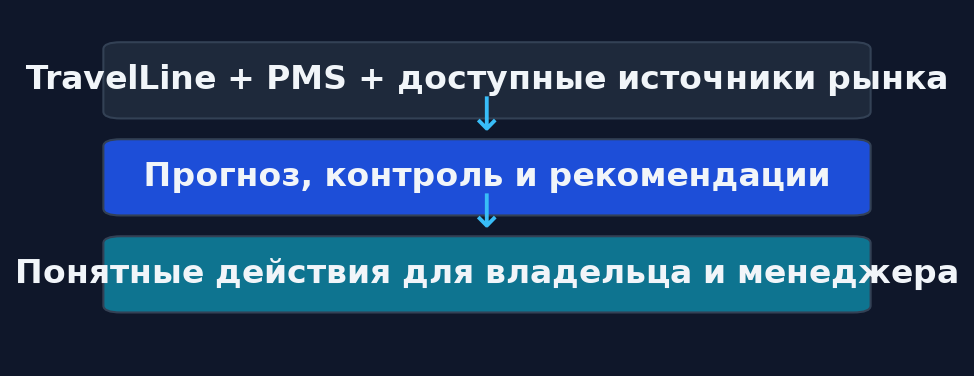 TravelLine + PMS + доступные источники рынка
↓
Прогноз, контроль и рекомендации
↓
Понятные действия для владельца и менеджера